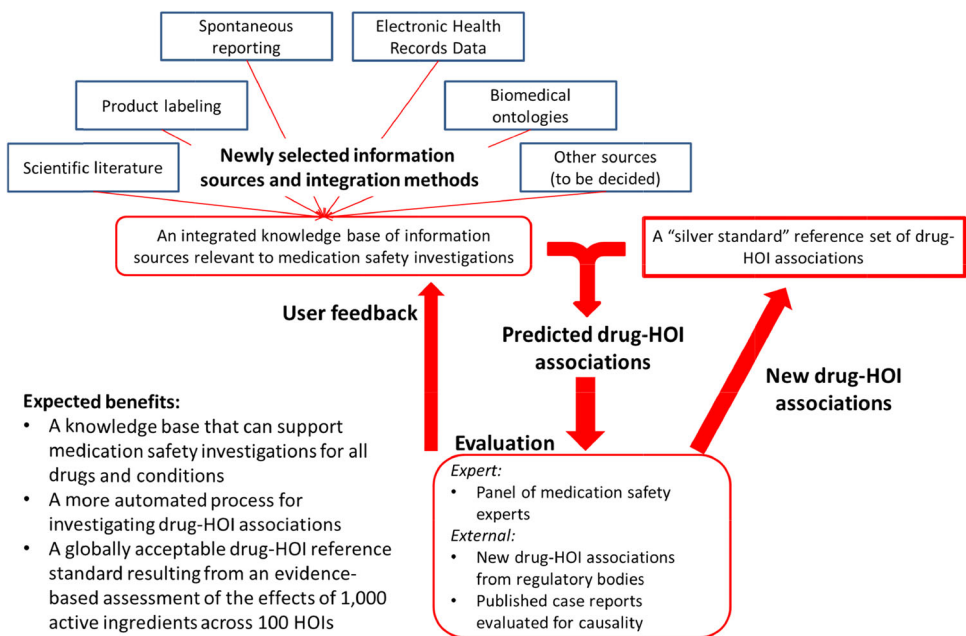 Spontaneous
reporting
Electronic Health
Records Data
Product labeling
Biomedical
ontologies
Scientific literature
Newly selected information
sources and integration methods
Other sources
(to be decided)
An integrated knowledge base of information
sources relevant to medication safety investigations
A “silver standard” reference set of drug-
HOI associations
User feedback
Predicted drug-HOI
associations
New drug-HOI
associations
Expected benefits:
• A knowledge base that can support
medication safety investigations for all
drugs and conditions
• A more automated process for
investigating drug-HOI associations
• A globally acceptable drug-HOI reference
standard resulting from an evidence-
based assessment of the effects of 1,000
active ingredients across 100 HOIs
Evaluation
Expert:
• Panel of medication safety
experts
External:
• New drug-HOI associations
from regulatory bodies
• Published case reports
evaluated for causality